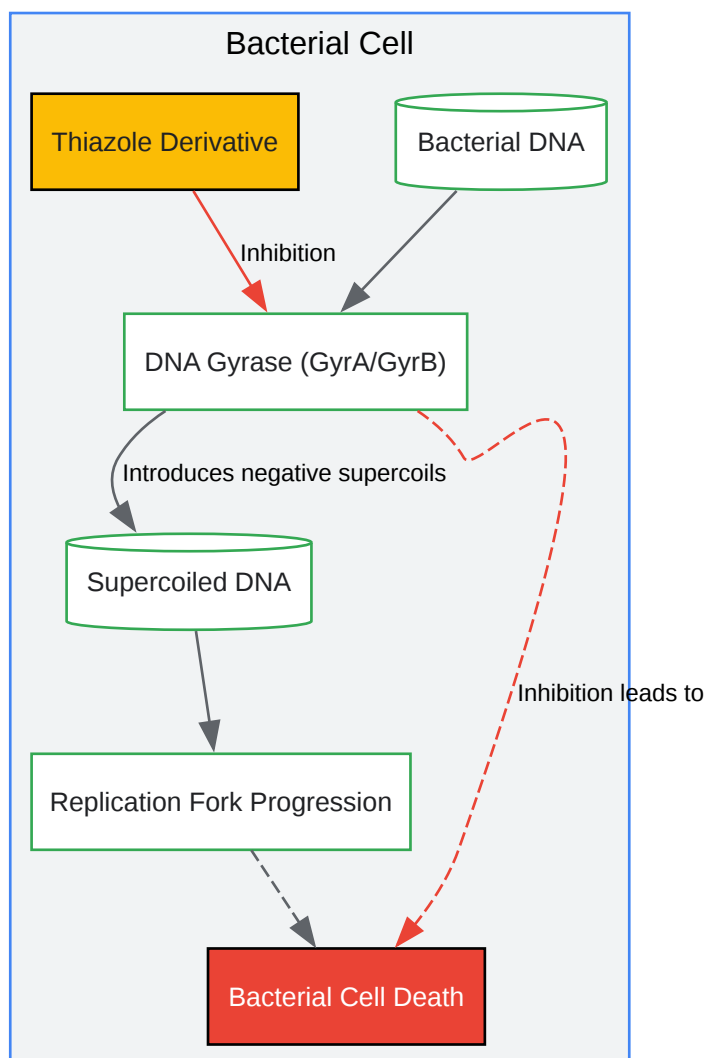 Bacterial Cell
Thiazole Derivative
Bacterial DNA
Inhibition
DNA Gyrase (GyrA/GyrB)
Introduces negative supercoils
Supercoiled DNA
Inhibition leads to
Replication Fork Progression
Bacterial Cell Death